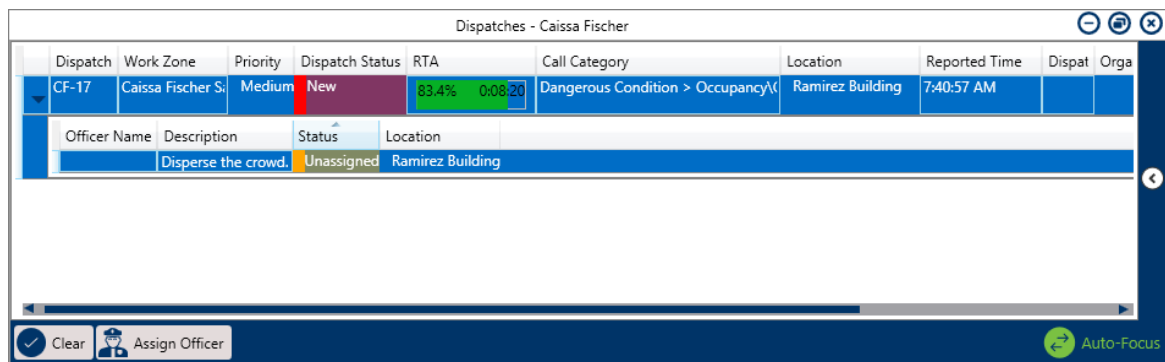 Dispatches - Caissa Fischer
Dispatch Work Zone Priority Dispatch Status RTA Call Category Location Reported Time Dispat Orga
CF-17 Caissa Fischer Sa Medium New 83.4% 0:08:20 Dangerous Condition > Occupancy\( Ramirez Building 7:40:57 AM
Officer Name Description Status Location
Disperse the crowd. Unassigned Ramirez Building
Clear Assign Officer Auto-Focus